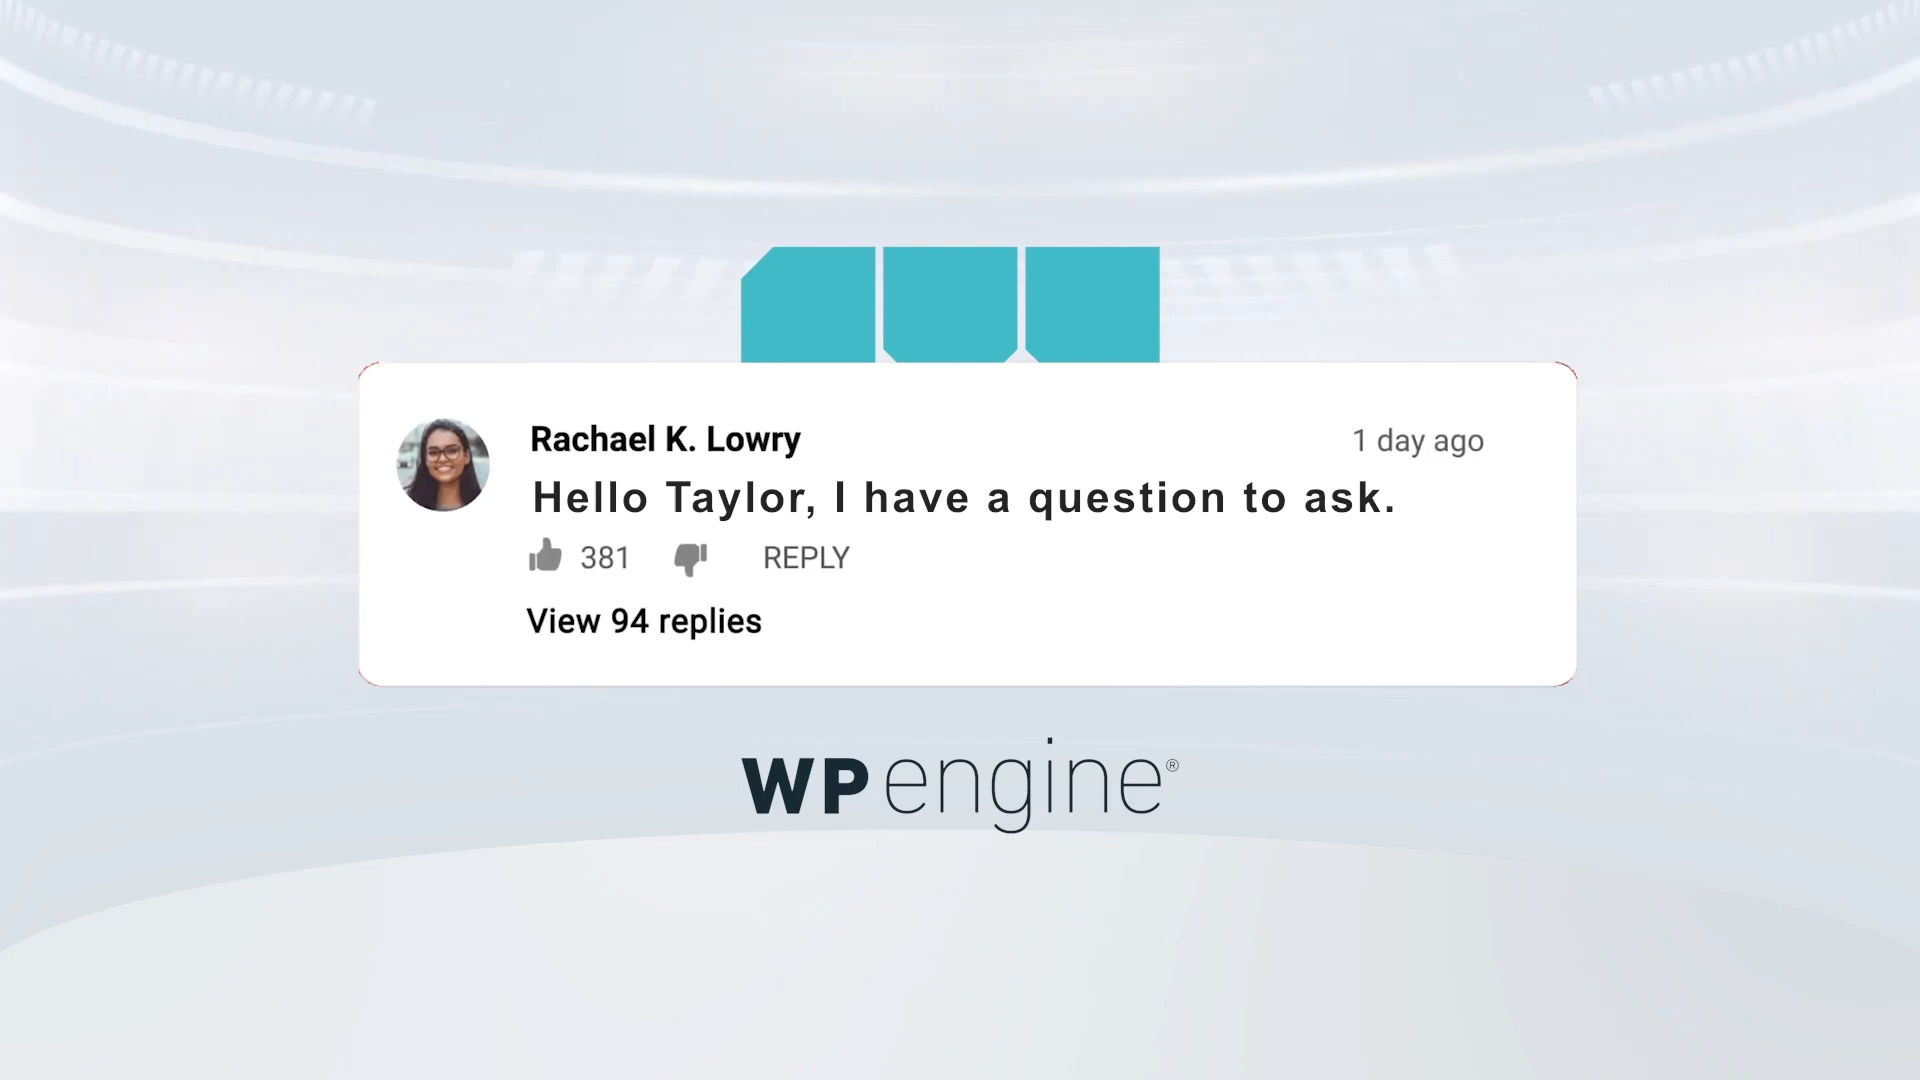 Rachael K. Lowry
1 day ago
Hello Taylor, I have a question to ask.
381
REPLY
View 94 replies
WP engine®